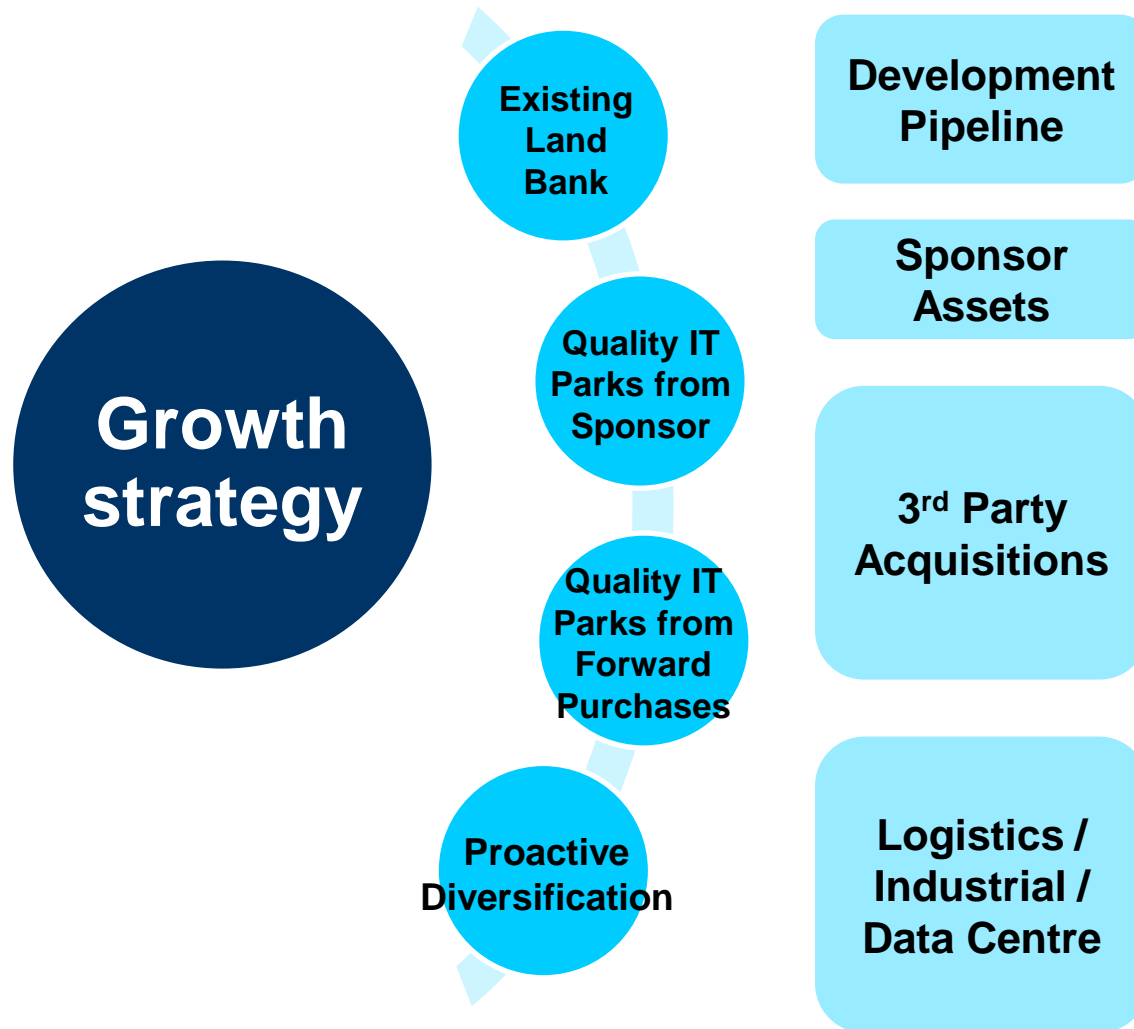 Growth
strategy
Existing
Land
Bank
Development
Pipeline
Quality IT
Parks from
Sponsor
Sponsor
Assets
Quality IT
Parks from
Forward
Purchases
3rd Party
Acquisitions
Proactive
Diversification
Logistics /
Industrial /
Data Centre